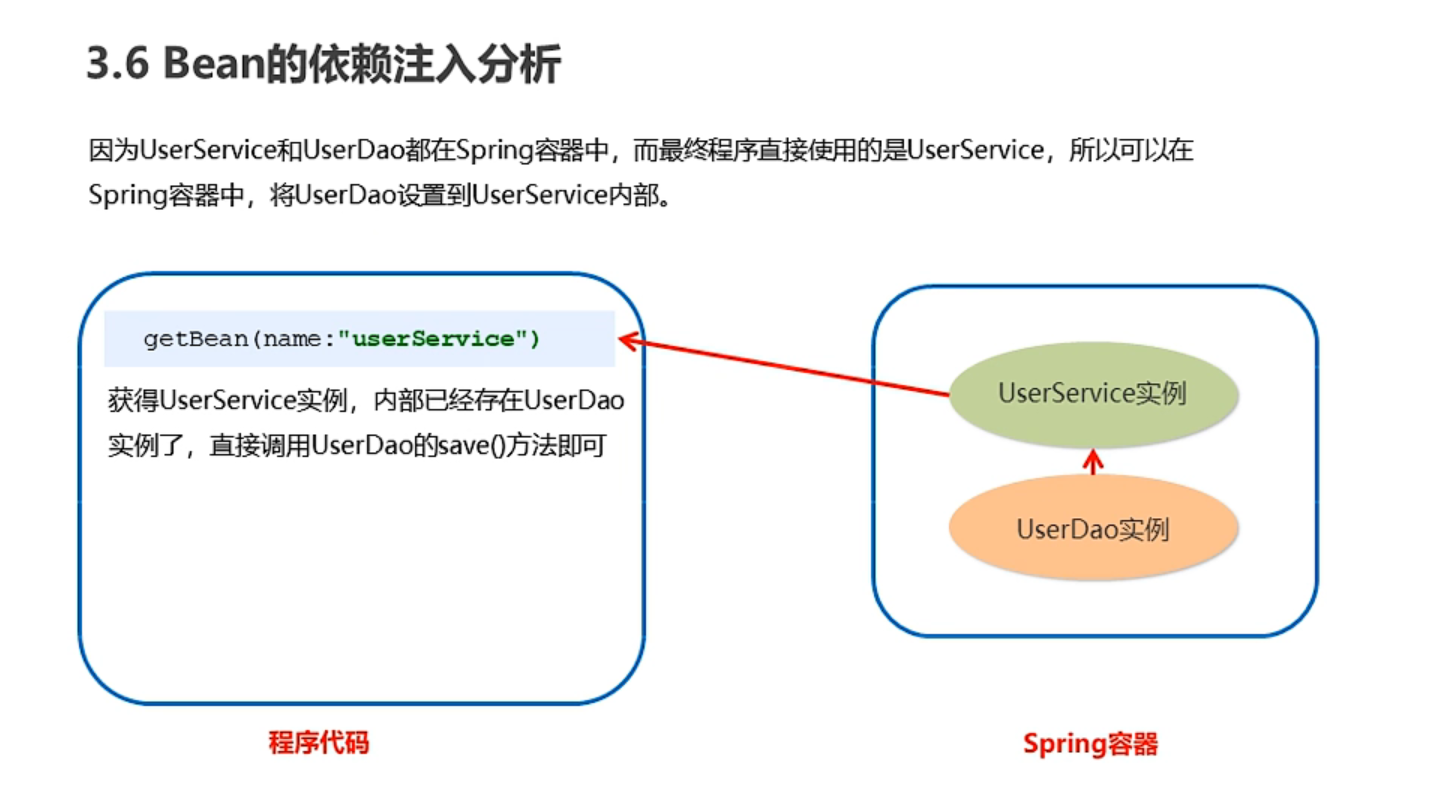 3.6 Bean的依赖注入分析
因为UserService和UserDao都在Spring容器中，而最终程序直接使用的是UserService，所以可以在
Spring容器中，将UserDao设置到UserService内部。
getBean(name:"userService")
获得UserService实例，内部已经存在UserDao
实例了，直接调用UserDao的save()方法即可
UserService实例
UserDao实例
程序代码
Spring容器